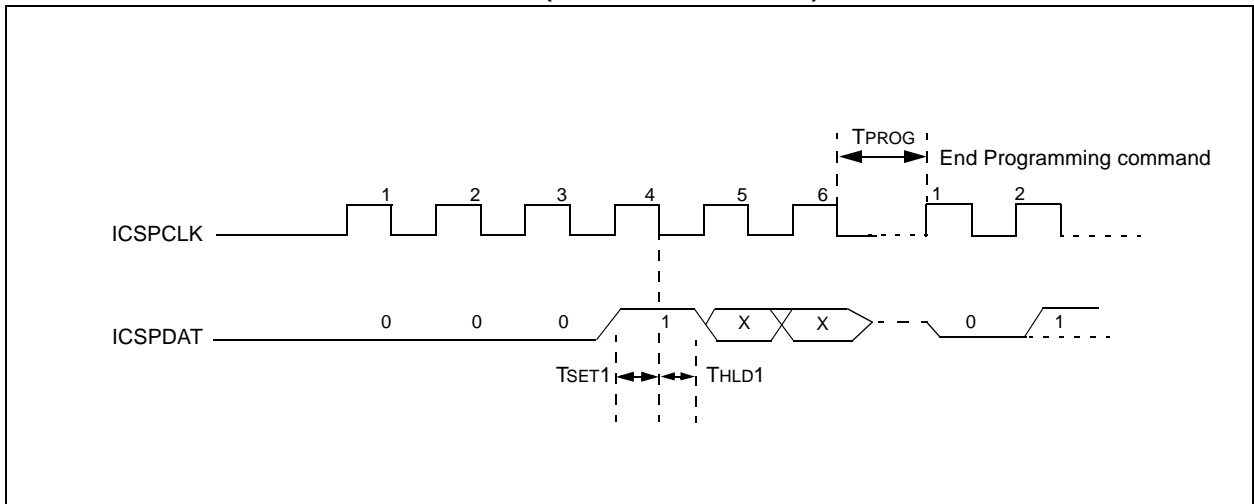 TPROG
End Programming command
1 2 3 4 5 6 1 2
ICSPCLK
ICSPDAT
0 0 0 1 X X 0 1
TSET1 THLD1